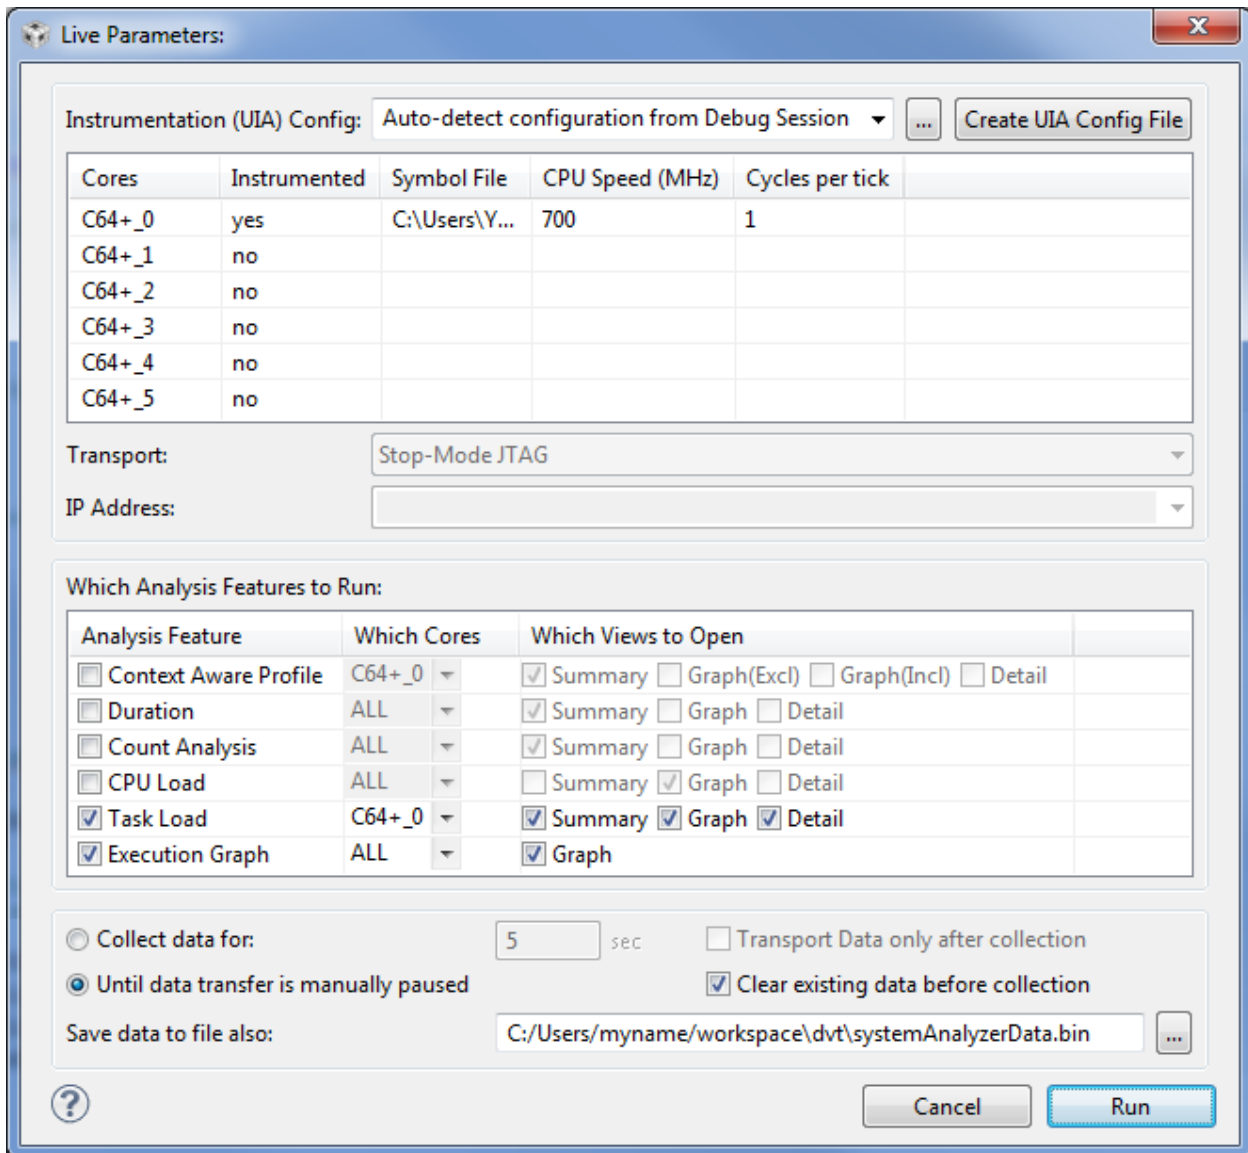 Live Parameters:
Instrumentation (UIA) Config: Auto-detect configuration from Debug Session ... Create UIA Config File
Cores Instrumented Symbol File CPU Speed (MHz) Cycles per tick
C64+_0 yes C:\Users\Y... 700 1
C64+_1 no
C64+_2 no
C64+_3 no
C64+_4 no
C64+_5 no
Transport: Stop-Mode JTAG
IP Address:
Which Analysis Features to Run:
Analysis Feature Which Cores Which Views to Open
Context Aware Profile C64+_0 Summary Graph(Excl) Graph(Incl) Detail
Duration ALL Summary Graph Detail
Count Analysis ALL Summary Graph Detail
CPU Load ALL Summary Graph Detail
Task Load C64+_0 Summary Graph Detail
Execution Graph ALL Graph
Collect data for: 5 sec Transport Data only after collection
Until data transfer is manually paused Clear existing data before collection
Save data to file also: C:/Users/myname/workspace\dvt\systemAnalyzerData.bin ...
? Cancel Run